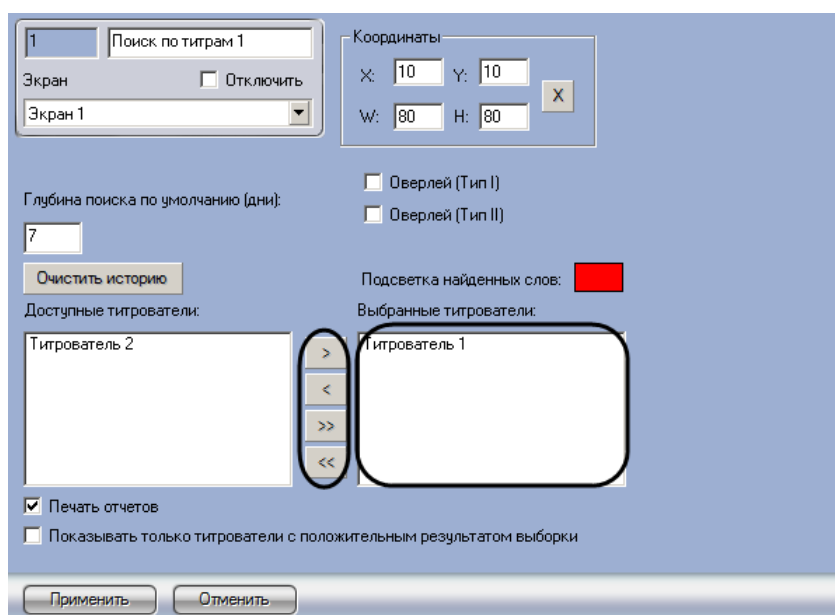 1 Поиск по титрам 1
Экран Отключить
Экран 1
Координаты
X: 10 Y: 10
X
W: 80 H: 80
Оверлей (Тип I)
Оверлей (Тип II)
Глубина поиска по умолчанию (дни):
7
Очистить историю
Подсветка найденных слов:
Доступные титрователи:
Выбранные титрователи:
Титрователь 2
>
<
>>
<<
Титрователь 1
Печать отчетов
Показывать только титрователи с положительным результатом выборки
Применить Отменить